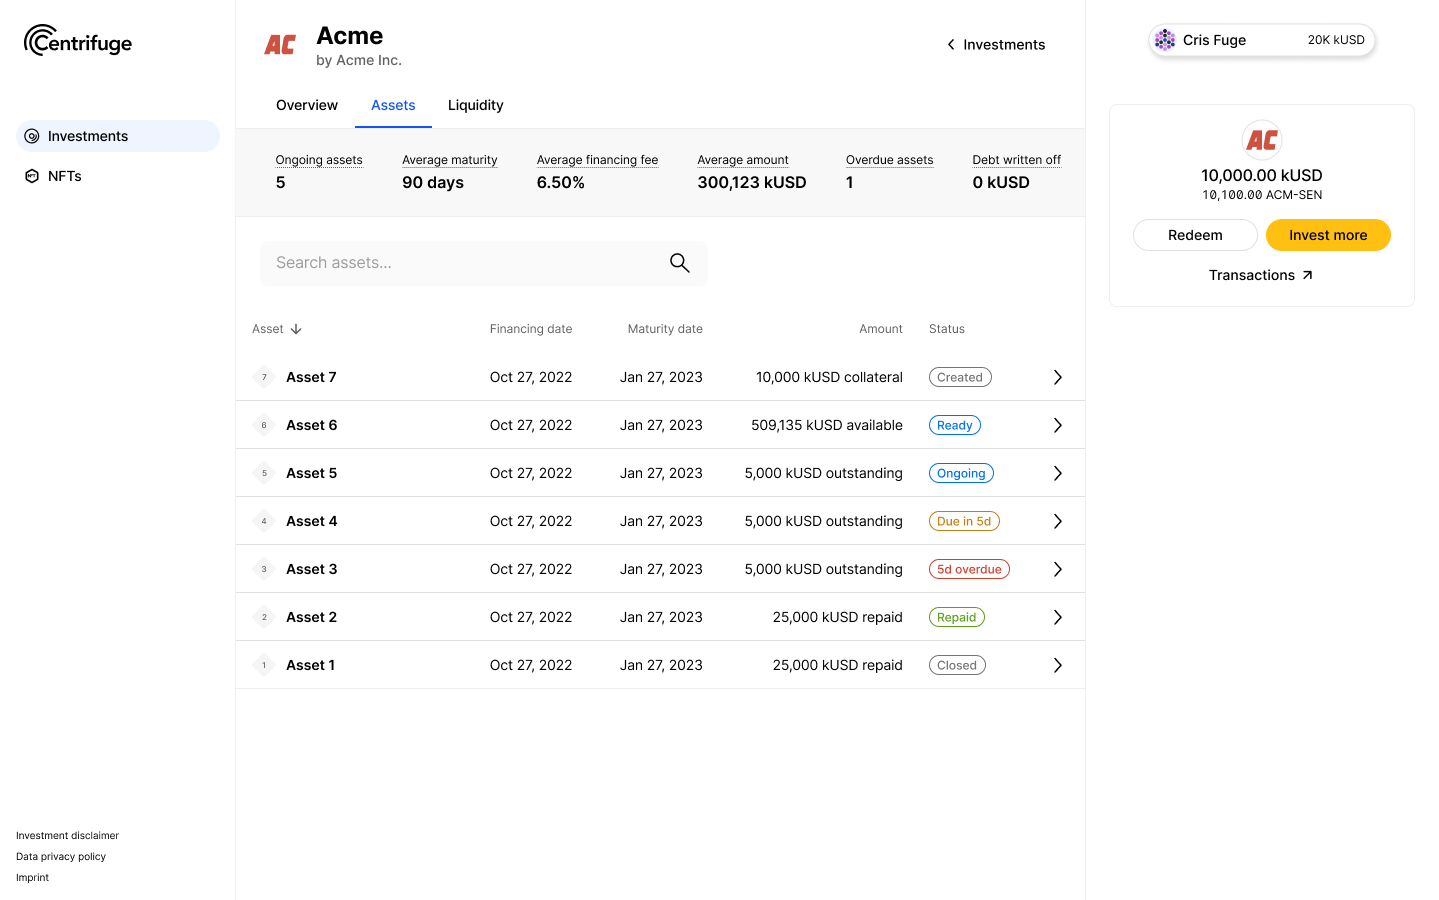 Centrifuge
Investments
NFTs
Investment disclaimer
Data privacy policy
Imprint
AC
Acme
by Acme Inc.
Investments
Overview
Assets
Liquidity
Ongoing assets
5
Average maturity
90 days
Average financing fee
6.50%
Average amount
300,123 kUSD
Overdue assets
1
Debt written off
0 kUSD
Search assets...
Asset Financing date Maturity date Amount Status
7 Asset 7 Oct 27, 2022 Jan 27, 2023 10,000 kUSD collateral Created
6 Asset 6 Oct 27, 2022 Jan 27, 2023 509,135 kUSD available Ready
5 Asset 5 Oct 27, 2022 Jan 27, 2023 5,000 kUSD outstanding Ongoing
4 Asset 4 Oct 27, 2022 Jan 27, 2023 5,000 kUSD outstanding Due in 5d
3 Asset 3 Oct 27, 2022 Jan 27, 2023 5,000 kUSD outstanding 5d overdue
2 Asset 2 Oct 27, 2022 Jan 27, 2023 25,000 kUSD repaid Repaid
1 Asset 1 Oct 27, 2022 Jan 27, 2023 25,000 kUSD repaid Closed
Cris Fuge 20K kUSD
AC
10,000.00 kUSD
10,100.00 ACM-SEN
Redeem
Invest more
Transactions